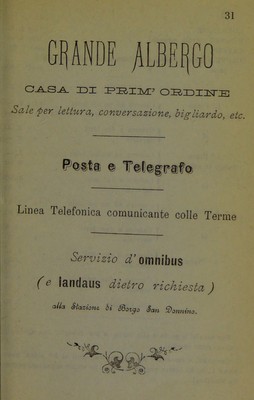 31
GRANDE ALBERGO
CASA DI PRIM' ORDINE
Sale per lettura, conversazione, bigliardo, etc.
Posta e Telegrafo
Linea Telefonica comunicante colle Terme
Servizio d'omnibus
(e landaus dietro richiesta)
alla Stazione di Borgo San Donnino.